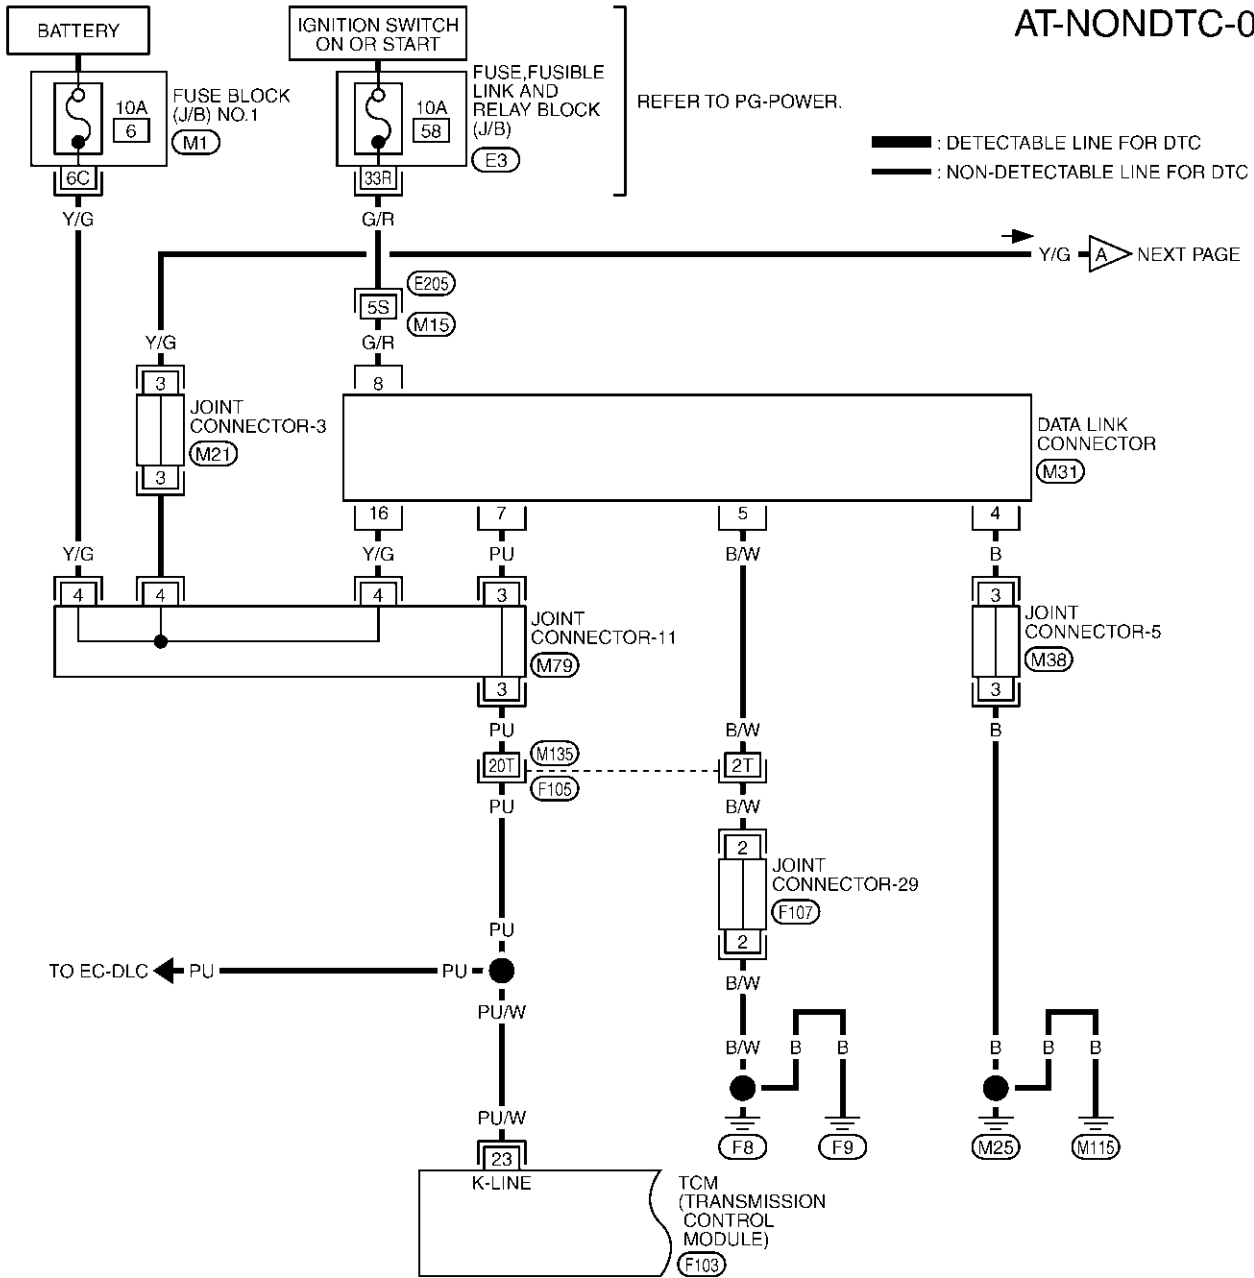 AT-NONDTC-0
BATTERY
IGNITION SWITCH
ON OR START
10A
6
FUSE BLOCK
(J/B) NO.1
M1
10A
58
FUSE,FUSIBLE
LINK AND
RELAY BLOCK
(J/B)
E3
REFER TO PG-POWER.
: DETECTABLE LINE FOR DTC
: NON-DETECTABLE LINE FOR DTC
6C
33R
Y/G
G/R
Y/G
A
NEXT PAGE
E205
5S
M15
Y/G
G/R
3
8
JOINT
CONNECTOR-3
M21
3
DATA LINK
CONNECTOR
M31
16
7
5
4
Y/G
Y/G
PU
B/W
B
4
4
4
3
3
JOINT
CONNECTOR-11
M79
3
JOINT
CONNECTOR-5
M38
3
PU
B/W
B
20T
M135
F105
2T
PU
B/W
2
JOINT
CONNECTOR-29
F107
2
PU
TO EC-DLC
PU
PU
B/W
PU/W
B/W
B
B
B
B
B
F8
F9
M25
M115
PU/W
23
K-LINE
TCM
(TRANSMISSION
CONTROL
MODULE)
F103